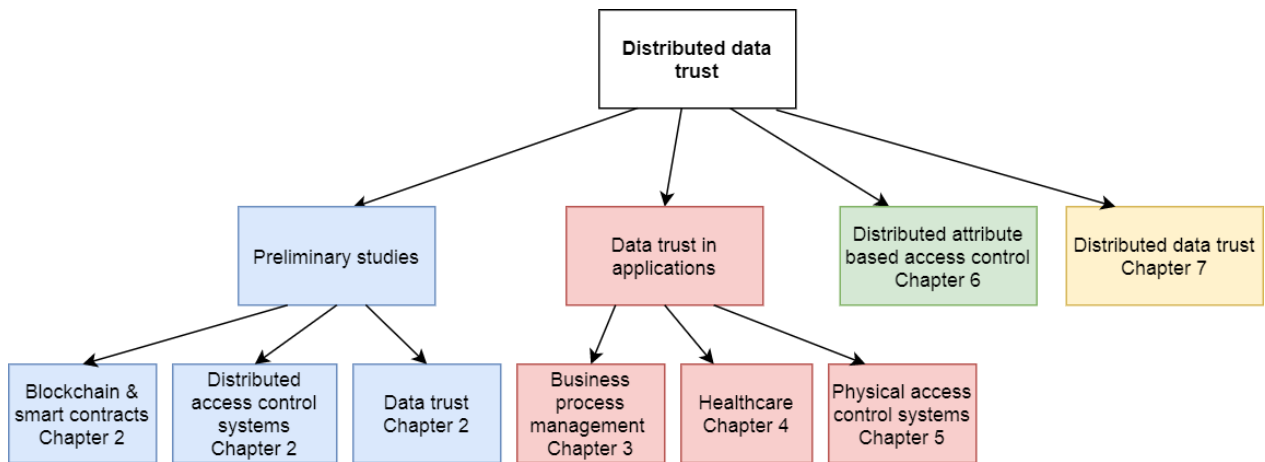 Distributed data
trust
Preliminary studies
Data trust in
applications
Distributed attribute
based access control
Chapter 6
Distributed data trust
Chapter 7
Blockchain &
smart contracts
Chapter 2
Distributed
access control
systems
Chapter 2
Data trust
Chapter 2
Business
process
management
Chapter 3
Healthcare
Chapter 4
Physical access
control systems
Chapter 5